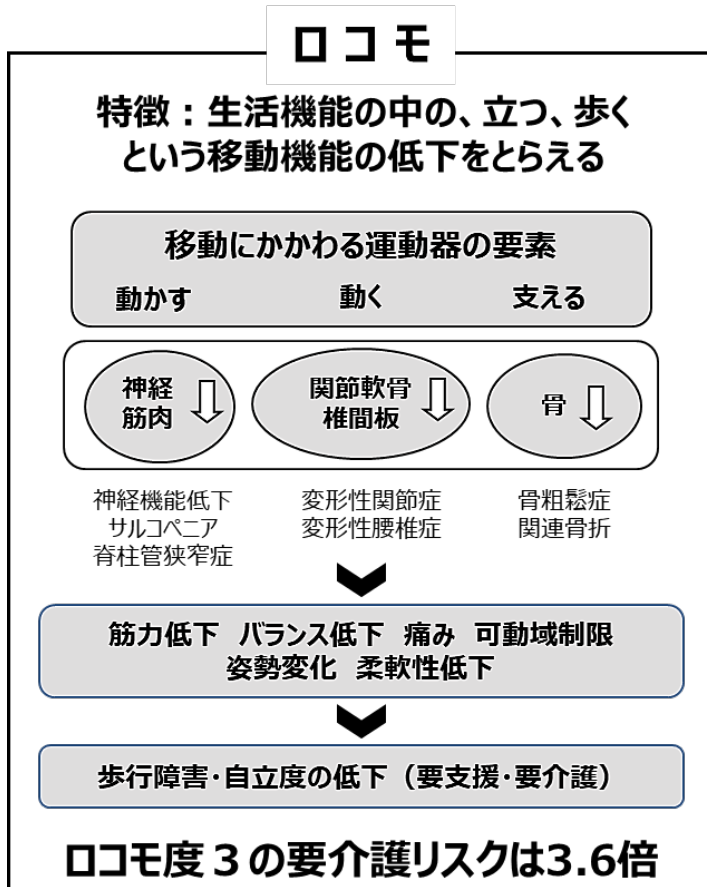 ロコモ
特徴：生活機能の中の、立つ、歩く
という移動機能の低下をとらえる
移動にかかわる運動器の要素
動かす 動く 支える
神経
筋肉
関節軟骨
椎間板
骨
神経機能低下
サルコペニア
脊柱管狭窄症
変形性関節症
変形性腰椎症
骨粗鬆症
関連骨折
筋力低下 バランス低下 痛み 可動域制限
姿勢変化 柔軟性低下
歩行障害・自立度の低下（要支援・要介護）
ロコモ度３の要介護リスクは3.6倍